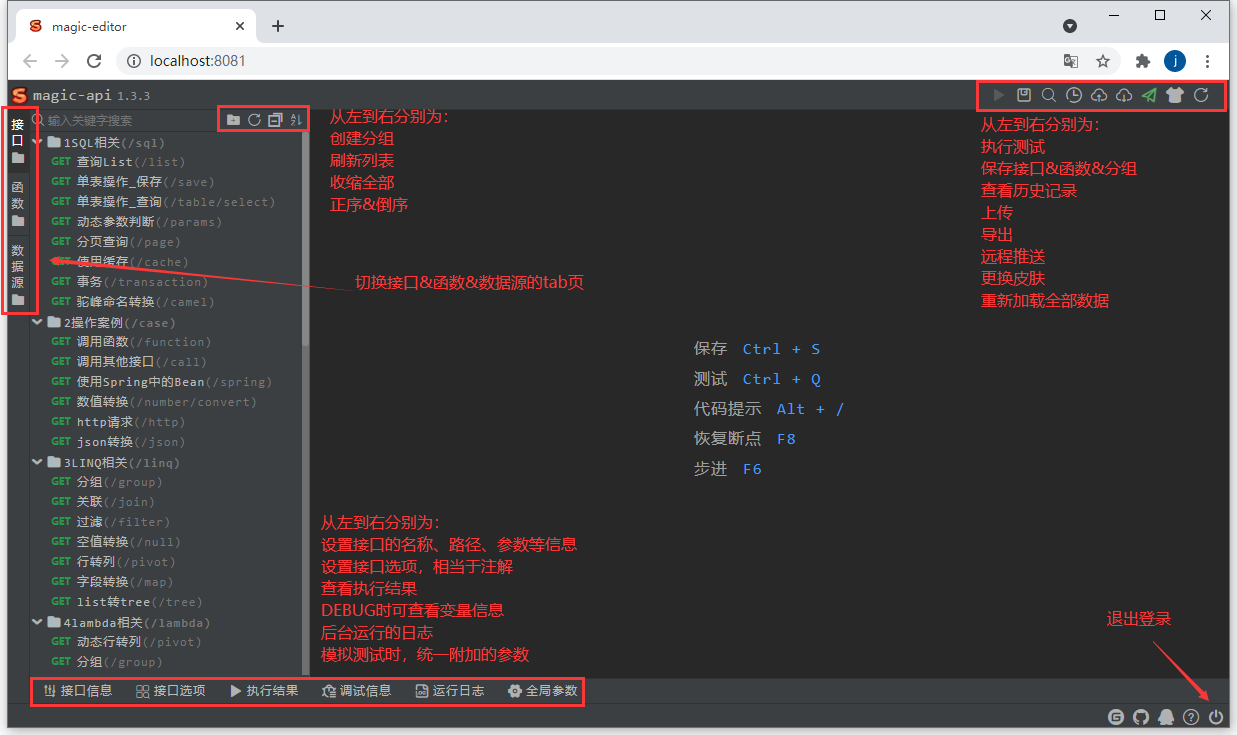 magic-editor
localhost:8081
j
magic-api 1.3.3
接口
函数
数据源
输入关键字搜索
1SQL相关(/sql)
GET 查询List(/list)
GET 单表操作_保存(/save)
GET 单表操作_查询(/table/select)
GET 动态参数判断(/params)
GET 分页查询(/page)
GET 使用缓存(/cache)
GET 事务(/transaction)
GET 驼峰命名转换(/camel)
2操作案例(/case)
GET 调用函数(/function)
GET 调用其他接口(/call)
GET 使用Spring中的Bean(/spring)
GET 数值转换(/number/convert)
GET http请求(/http)
GET json转换(/json)
3LINQ相关(/linq)
GET 分组(/group)
GET 关联(/join)
GET 过滤(/filter)
GET 空值转换(/null)
GET 行转列(/pivot)
GET 字段转换(/map)
GET list转tree(/tree)
4lambda相关(/lambda)
GET 动态行转列(/pivot)
GET 分组(/group)
从左到右分别为:
创建分组
刷新列表
收缩全部
正序&倒序
从左到右分别为:
执行测试
保存接口&函数&分组
查看历史记录
上传
导出
远程推送
更换皮肤
重新加载全部数据
切换接口&函数&数据源的tab页
保存 Ctrl + S
测试 Ctrl + Q
代码提示 Alt + /
恢复断点 F8
步进 F6
从左到右分别为:
设置接口的名称、路径、参数等信息
设置接口选项，相当于注解
查看执行结果
DEBUG时可查看变量信息
后台运行的日志
模拟测试时，统一附加的参数
退出登录
接口信息 接口选项 执行结果 调试信息 运行日志 全局参数